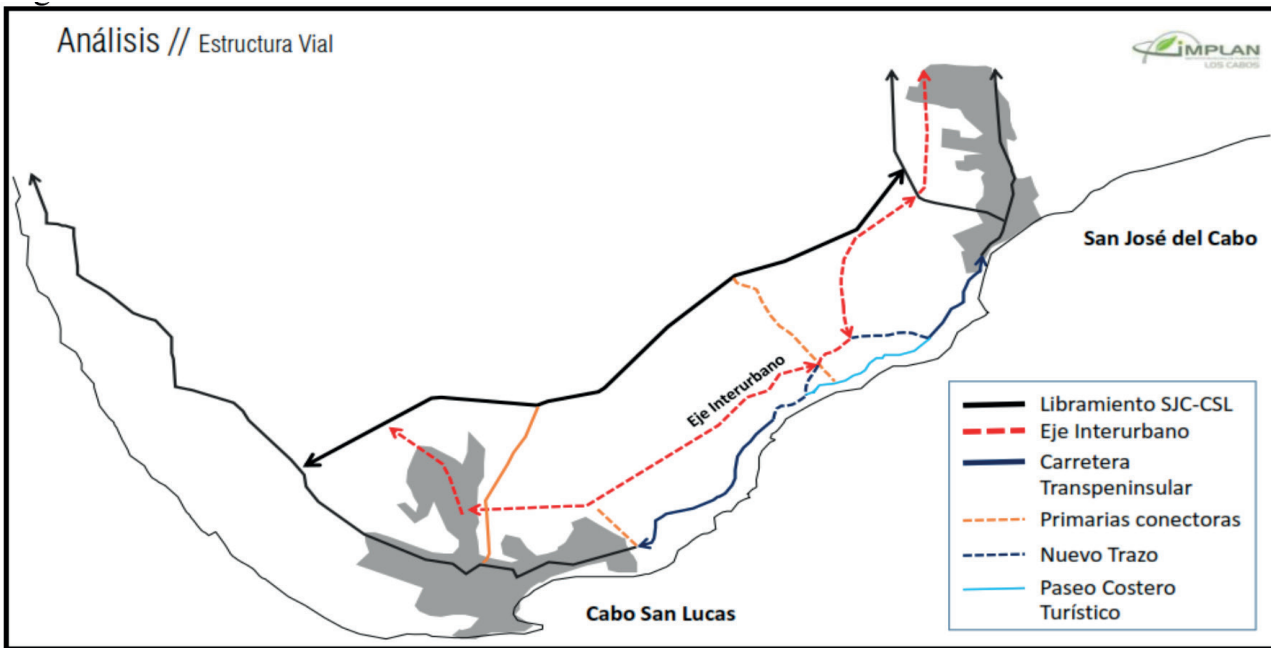 Análisis // Estructura Vial
iMPLAN
LOS CABOS
San José del Cabo
Eje Interurbano
Cabo San Lucas
Libramiento SJC-CSL
Eje Interurbano
Carretera
Transpeninsular
Primarias conectoras
Nuevo Trazo
Paseo Costero
Turístico